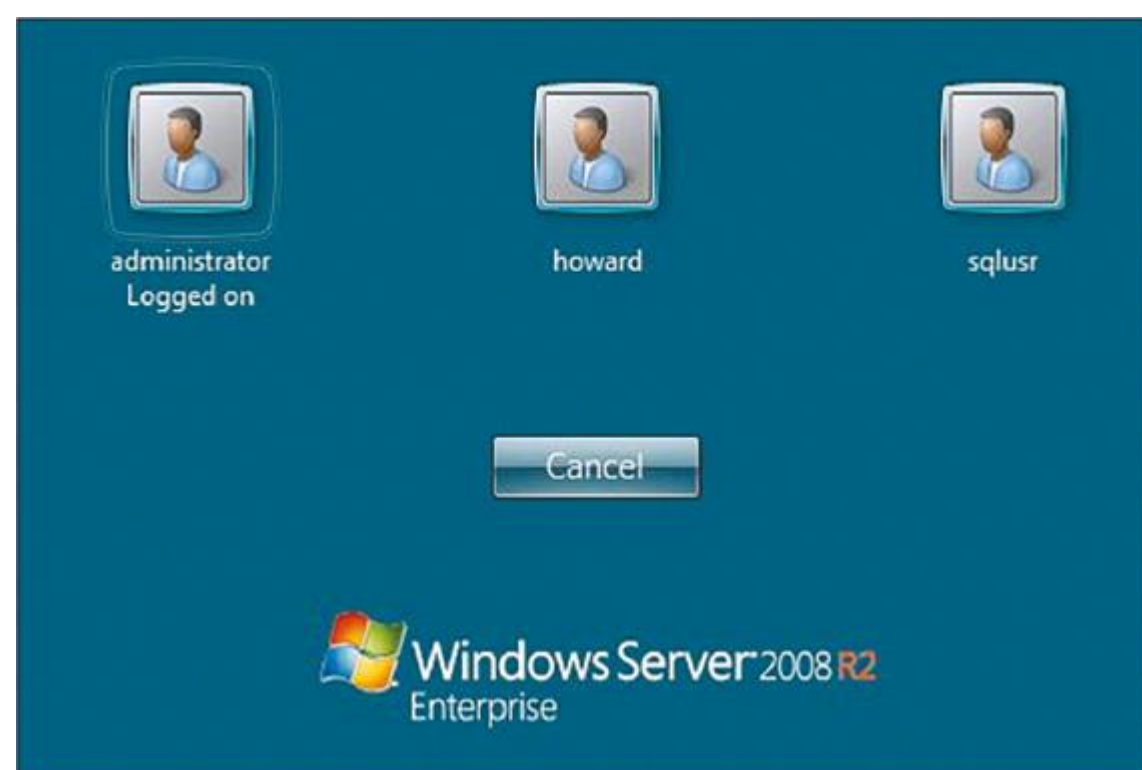 administrator
Logged on
howard
sqlusr
Cancel
Windows Server 2008 R2
Enterprise